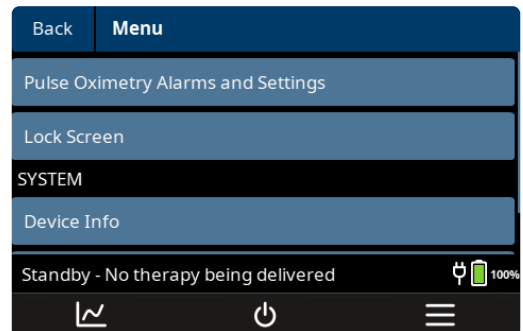 Back Menu
Pulse Oximetry Alarms and Settings
Lock Screen
SYSTEM
Device Info
Standby - No therapy being delivered 100%